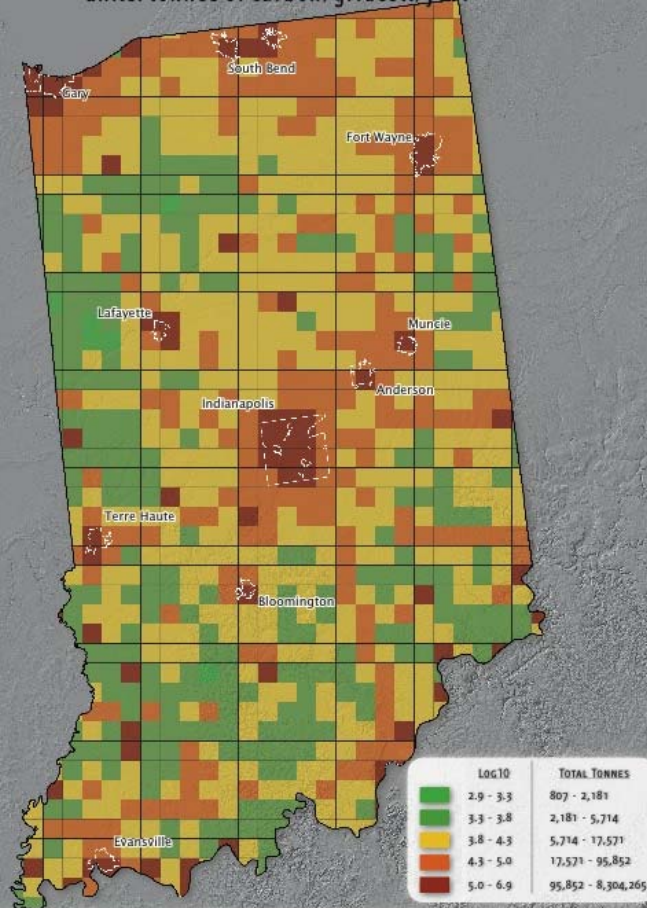 South Bend
Gary
Fort Wayne
Lafayette
Muncie
Anderson
Indianapolis
Terre Haute
Bloomington
Evansville
LOG10 TOTAL TONNES
2.9 - 3.3 807 - 2,181
3.3 - 3.8 2,181 - 5,714
3.8 - 4.3 5,714 - 17,571
4.3 - 5.0 17,571 - 95,852
5.0 - 6.9 95,852 - 8,304,265